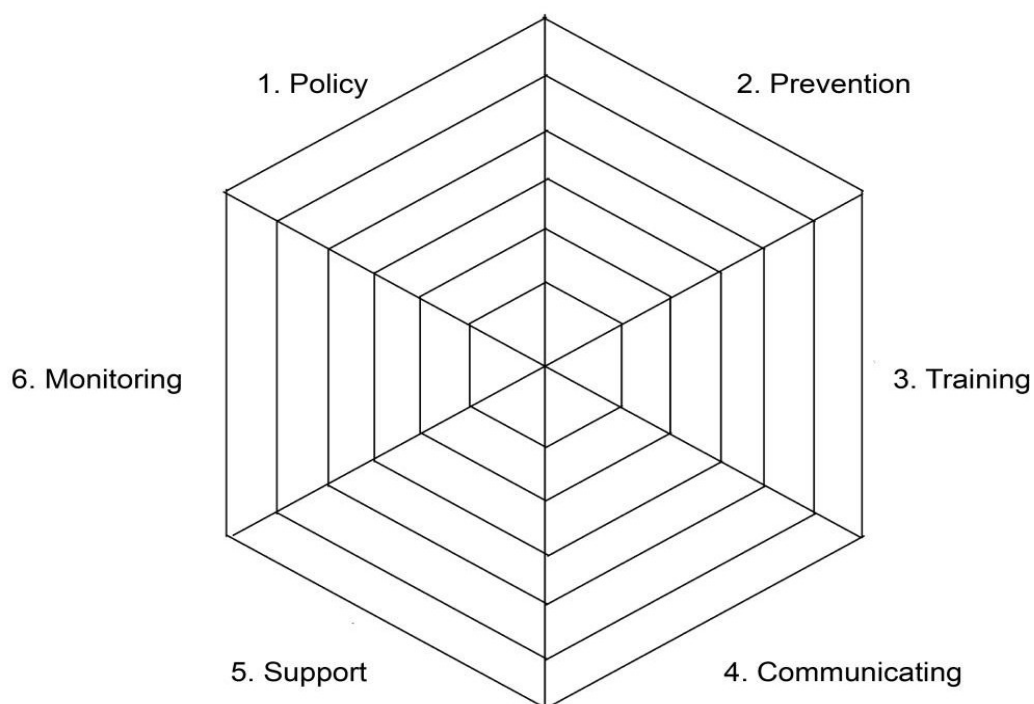 1. Policy
2. Prevention
3. Training
4. Communicating
5. Support
6. Monitoring